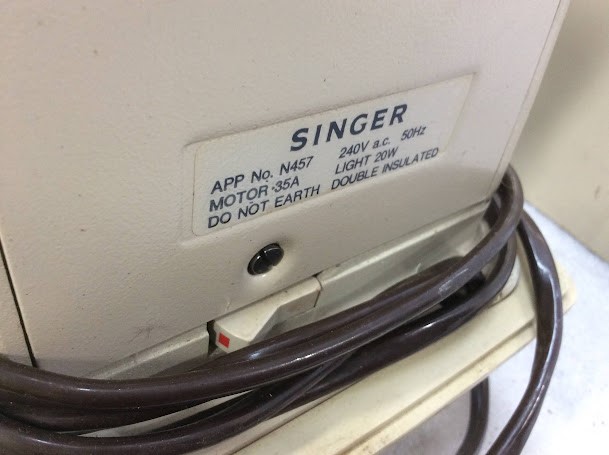 SINGER
APP No. N457 240V a.c. 50Hz
MOTOR ·35A LIGHT 20W
DO NOT EARTH DOUBLE INSULATED